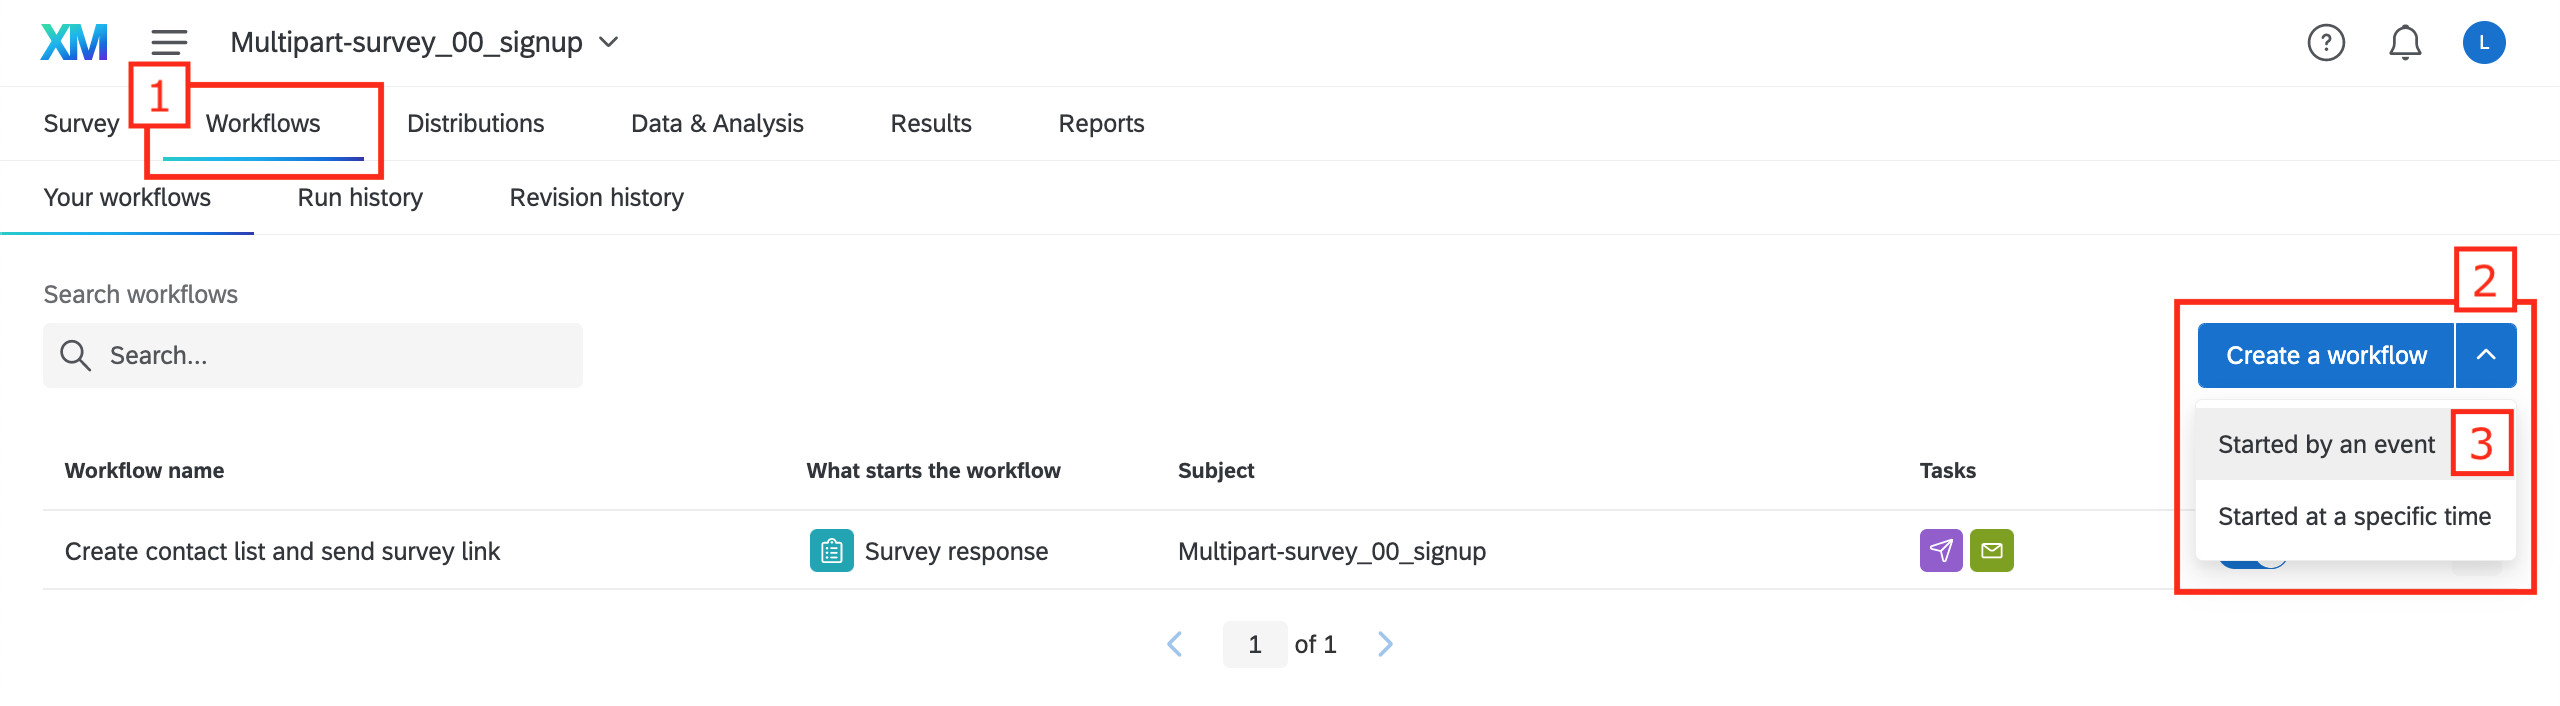 XM Multipart-survey_00_signup ? L
1
Survey Workflows Distributions Data & Analysis Results Reports
Your workflows Run history Revision history
2
Search workflows
Search... Create a workflow
Started by an event 3
Workflow name What starts the workflow Subject Tasks
Started at a specific time
Create contact list and send survey link Survey response Multipart-survey_00_signup
1 of 1